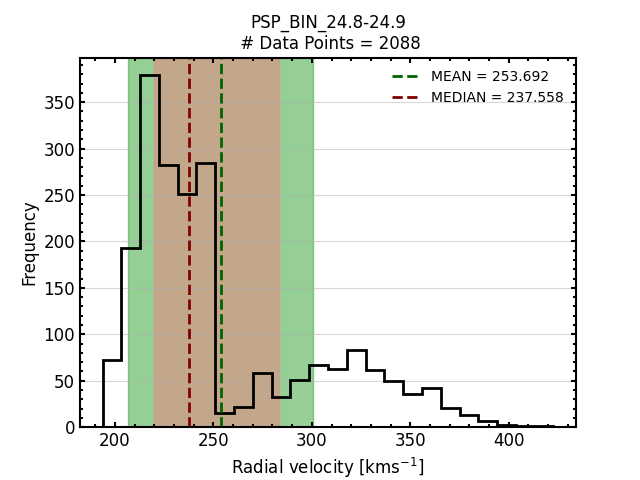 PSP_BIN_24.8-24.9
# Data Points = 2088
MEAN = 253.692
MEDIAN = 237.558
Frequency
350
300
250
200
150
100
50
0
200 250 300 350 400
Radial velocity [kms⁻¹]